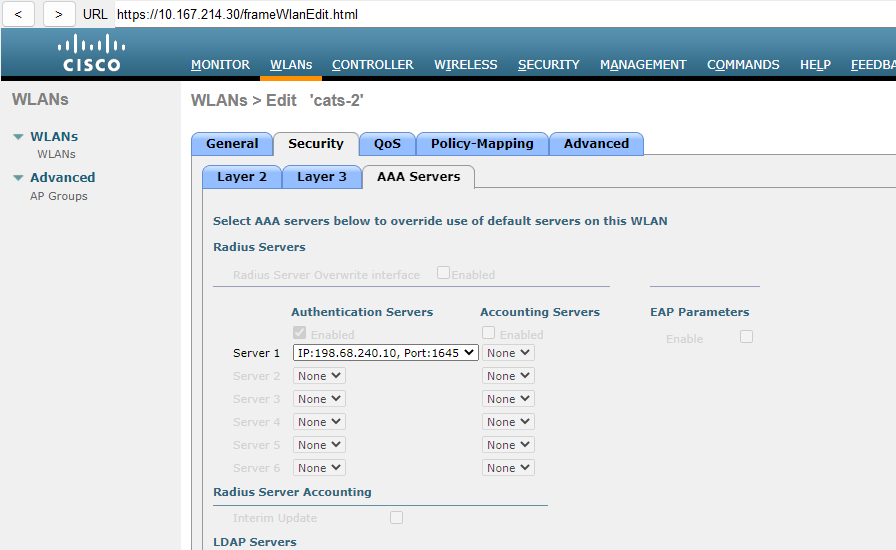 < > URL https://10.167.214.30/frameWlanEdit.html
CISCO
MONITOR WLANs CONTROLLER WIRELESS SECURITY MANAGEMENT COMMANDS HELP FEEDBA
WLANs
WLANs > Edit 'cats-2'
WLANs
WLANs
Advanced
AP Groups
General Security QoS Policy-Mapping Advanced
Layer 2 Layer 3 AAA Servers
Select AAA servers below to override use of default servers on this WLAN
Radius Servers
Radius Server Overwrite interface Enabled
Authentication Servers Accounting Servers EAP Parameters
Enabled Enabled Enable
Server 1 IP:198.68.240.10, Port:1645 None
Server 2 None None
Server 3 None None
Server 4 None None
Server 5 None None
Server 6 None None
Radius Server Accounting
Interim Update
LDAP Servers